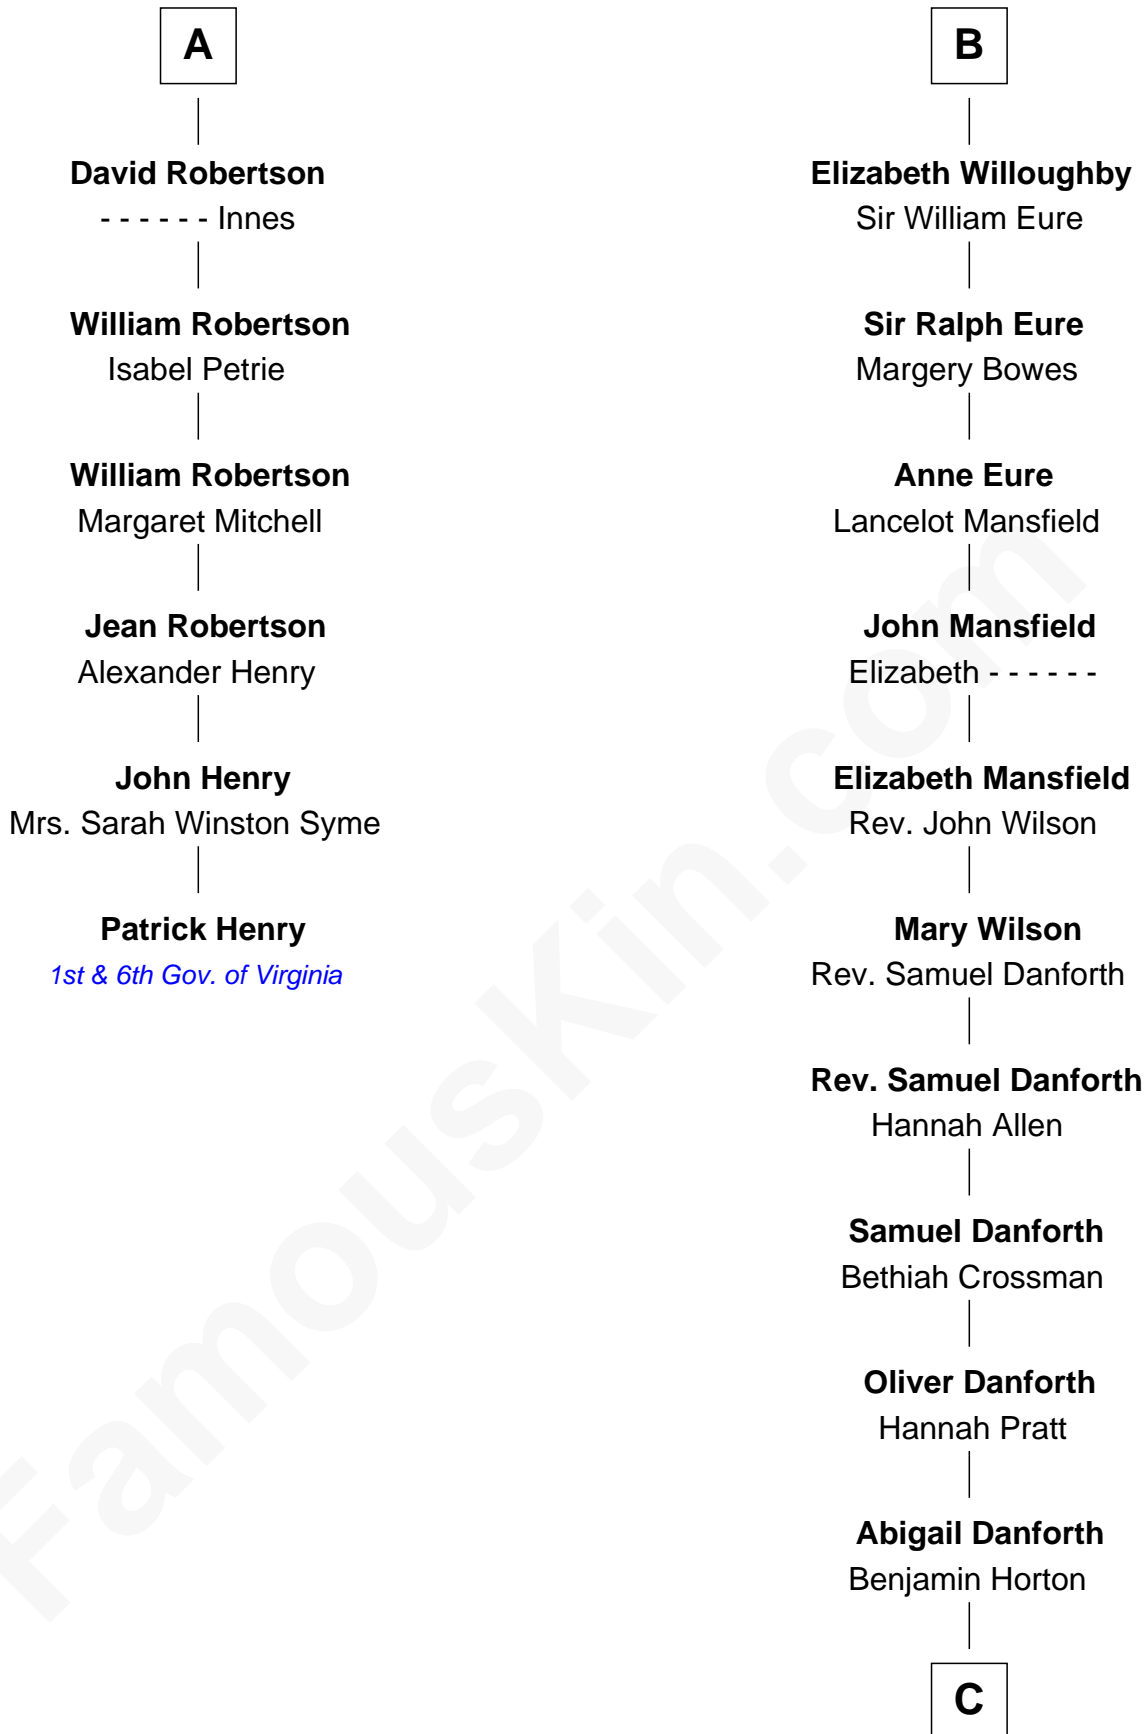 A
David Robertson
- - - - - - Innes
William Robertson
Isabel Petrie
William Robertson
Margaret Mitchell
Jean Robertson
Alexander Henry
John Henry
Mrs. Sarah Winston Syme
Patrick Henry
1st & 6th Gov. of Virginia
B
Elizabeth Willoughby
Sir William Eure
Sir Ralph Eure
Margery Bowes
Anne Eure
Lancelot Mansfield
John Mansfield
Elizabeth - - - - - -
Elizabeth Mansfield
Rev. John Wilson
Mary Wilson
Rev. Samuel Danforth
Rev. Samuel Danforth
Hannah Allen
Samuel Danforth
Bethiah Crossman
Oliver Danforth
Hannah Pratt
Abigail Danforth
Benjamin Horton
C
FamousKin.com